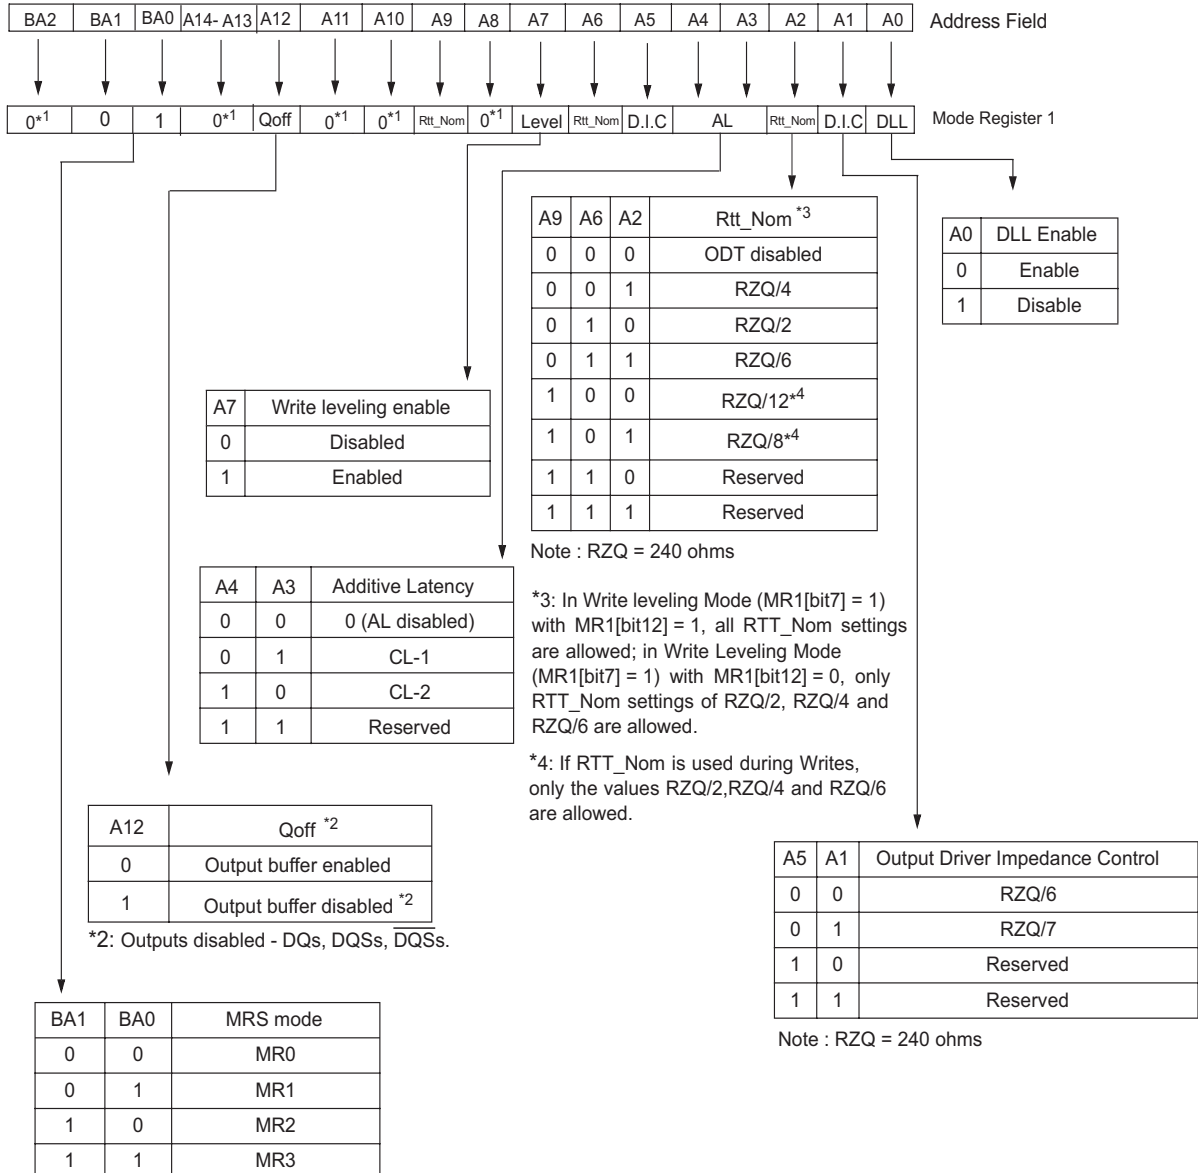 BA2 BA1 BA0 A14- A13 A12 A11 A10 A9 A8 A7 A6 A5 A4 A3 A2 A1 A0 Address Field
0*1 0 1 0*1 Qoff 0*1 0*1 Rtt_Nom 0*1 Level Rtt_Nom D.I.C AL Rtt_Nom D.I.C DLL Mode Register 1
A9 A6 A2 Rtt_Nom *3
0 0 0 ODT disabled
0 0 1 RZQ/4
0 1 0 RZQ/2
0 1 1 RZQ/6
1 0 0 RZQ/12*4
1 0 1 RZQ/8*4
1 1 0 Reserved
1 1 1 Reserved
Note : RZQ = 240 ohms
*3: In Write leveling Mode (MR1[bit7] = 1)
with MR1[bit12] = 1, all RTT_Nom settings
are allowed; in Write Leveling Mode
(MR1[bit7] = 1) with MR1[bit12] = 0, only
RTT_Nom settings of RZQ/2, RZQ/4 and
RZQ/6 are allowed.
*4: If RTT_Nom is used during Writes,
only the values RZQ/2,RZQ/4 and RZQ/6
are allowed.
A0 DLL Enable
0 Enable
1 Disable
A7 Write leveling enable
0 Disabled
1 Enabled
A4 A3 Additive Latency
0 0 0 (AL disabled)
0 1 CL-1
1 0 CL-2
1 1 Reserved
A12 Qoff *2
0 Output buffer enabled
1 Output buffer disabled *2
*2: Outputs disabled - DQs, DQSs, D̅Q̅S̅s.
A5 A1 Output Driver Impedance Control
0 0 RZQ/6
0 1 RZQ/7
1 0 Reserved
1 1 Reserved
Note : RZQ = 240 ohms
BA1 BA0 MRS mode
0 0 MR0
0 1 MR1
1 0 MR2
1 1 MR3